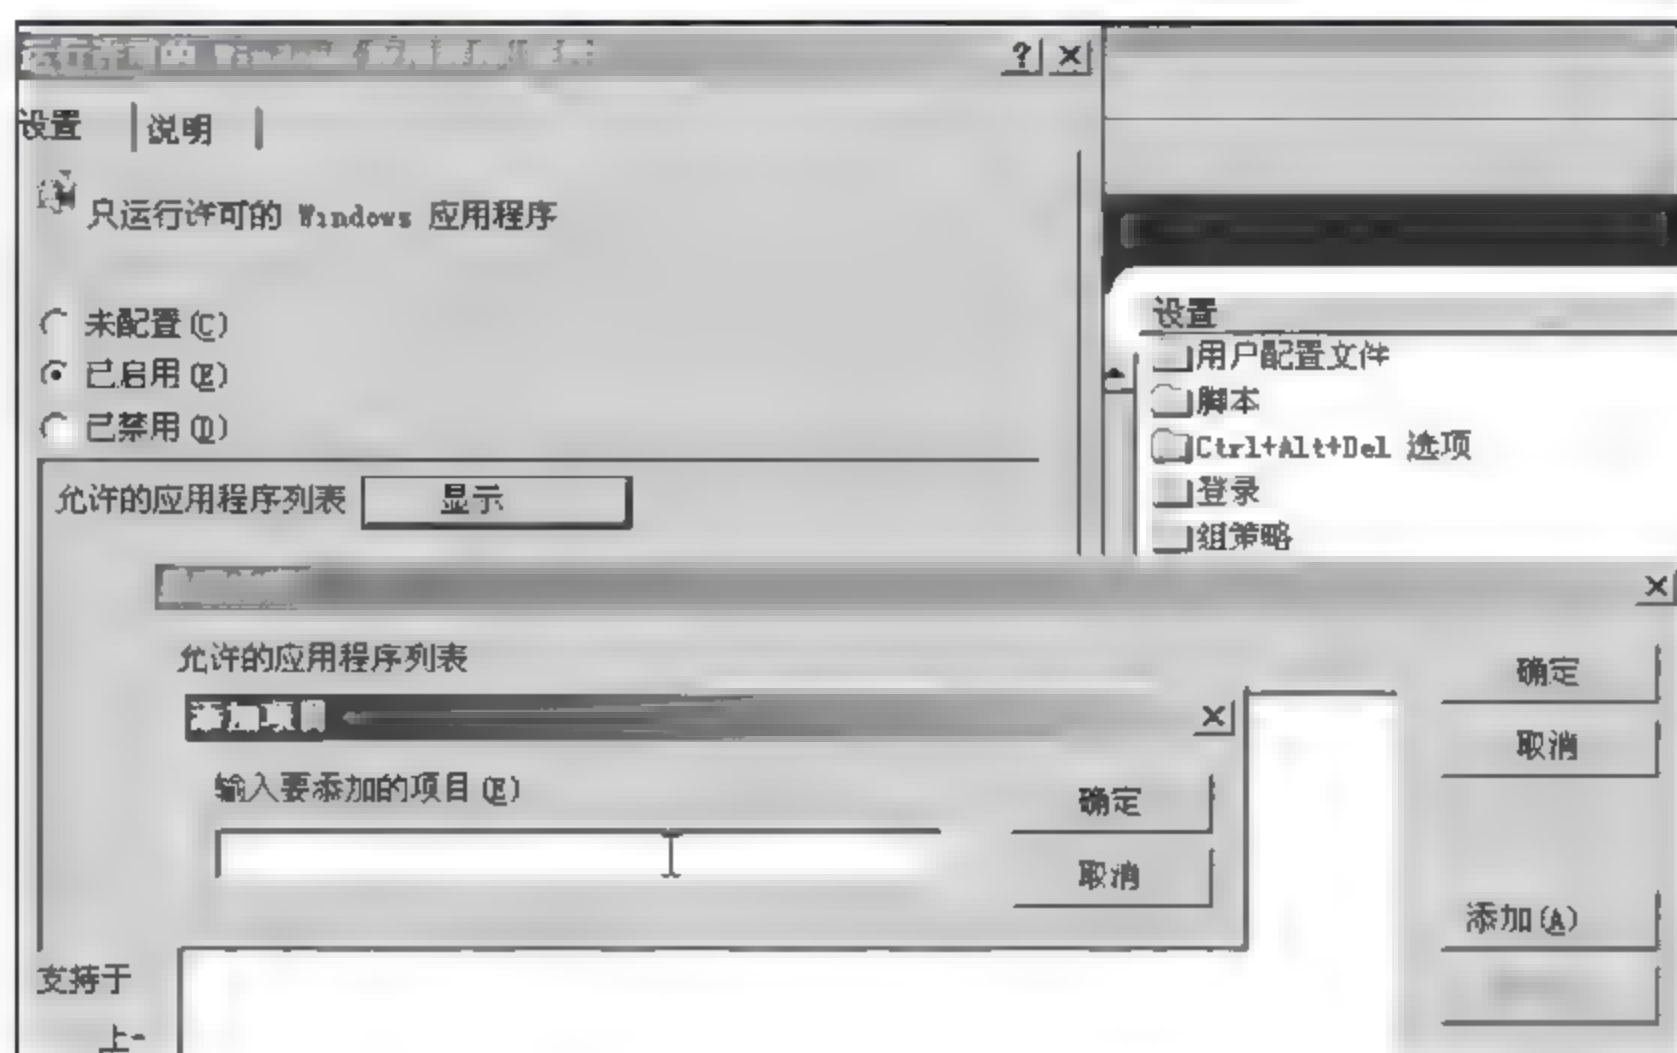 设置 说明
只运行许可的 Windows 应用程序
未配置(C)
已启用(E)
已禁用(D)
允许的应用程序列表 显示
设置
用户配置文件
脚本
Ctrl+Alt+Del 选项
登录
组策略
允许的应用程序列表
确定
取消
添加(A)
添加项目
输入要添加的项目(E)
确定
取消
支持于
上一